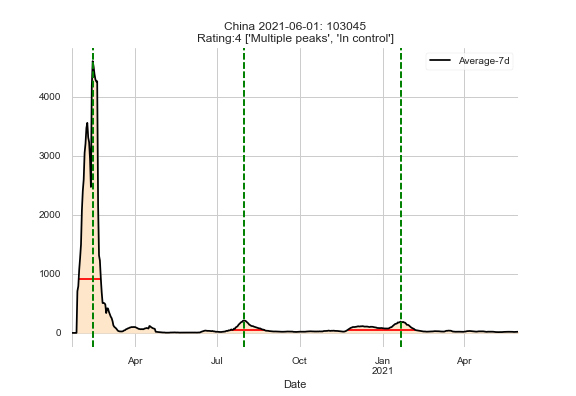 China 2021-06-01: 103045
Rating:4 ['Multiple peaks', 'In control']
Average-7d
4000
3000
2000
1000
0
Apr
Jul
Oct
Jan
2021
Apr
Date